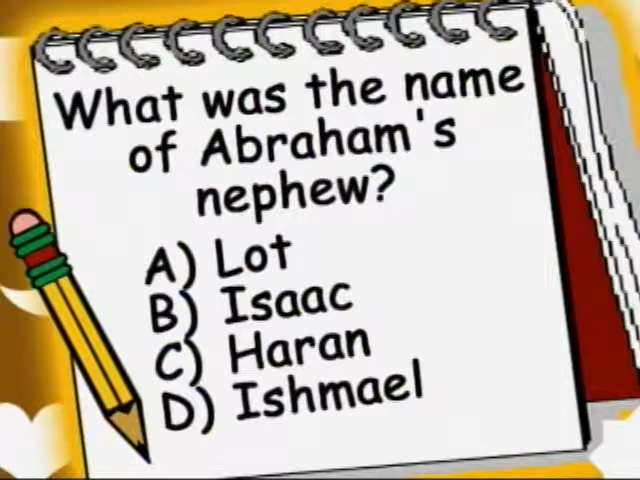 What was the name
of Abraham's
nephew?
A) Lot
B) Isaac
C) Haran
D) Ishmael